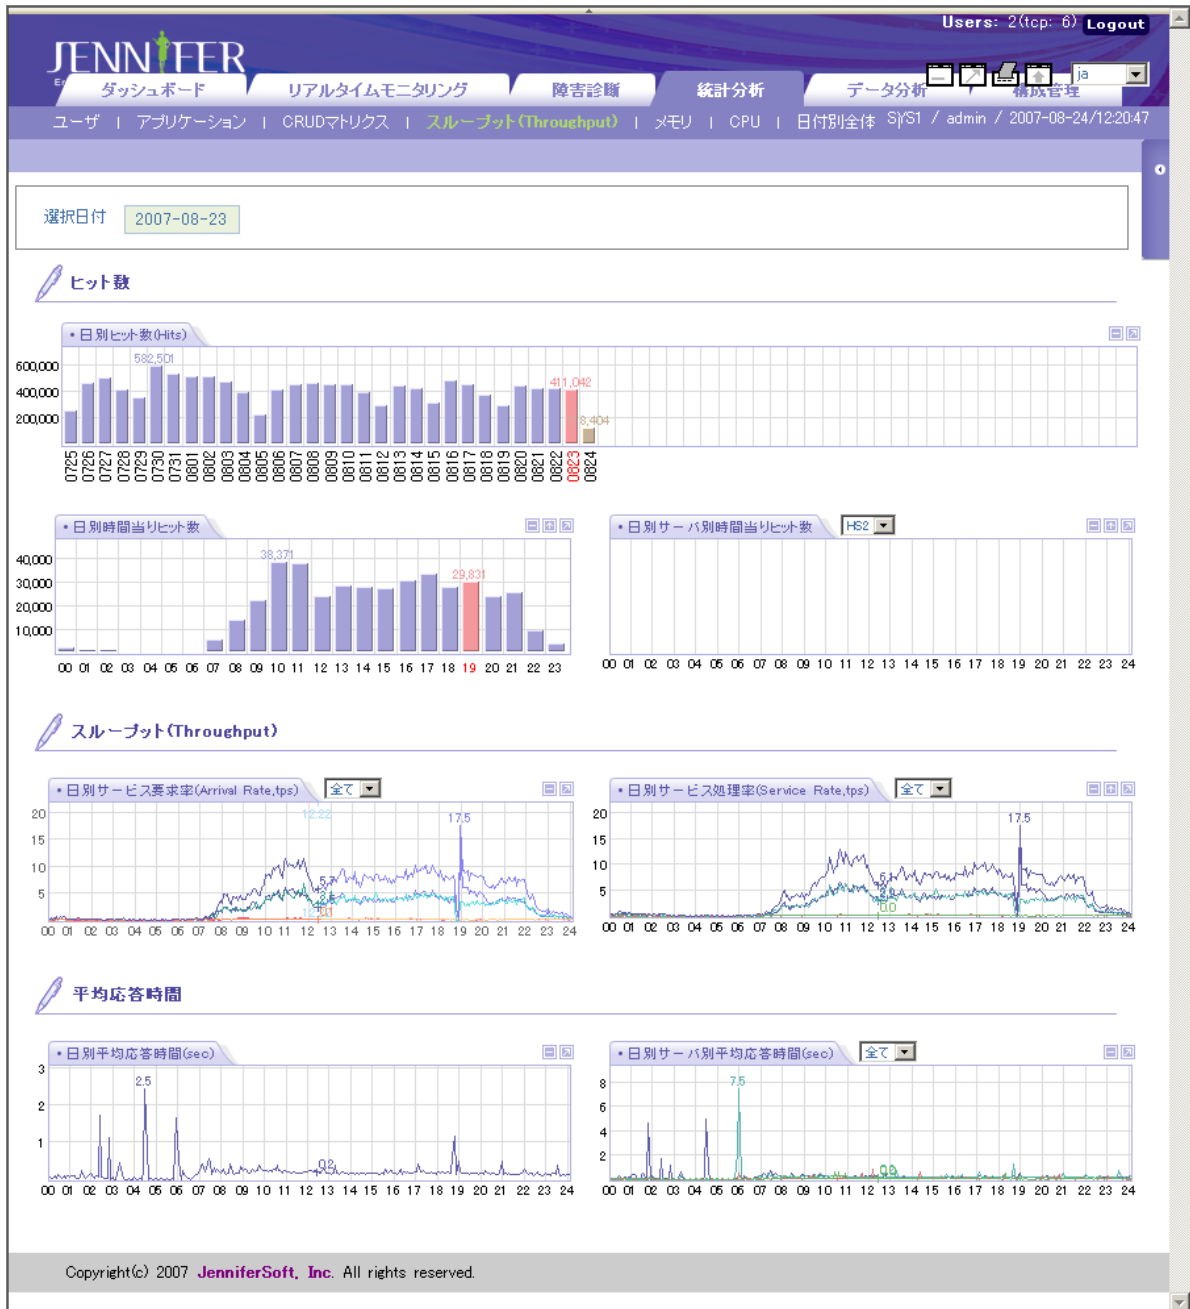 Users: 2(tcp: 6) Logout
JENNIFER
ja
ダッシュボード リアルタイムモニタリング 障害診断 統計分析 データ分析 構成管理
ユーザ | アプリケーション | CRUDマトリクス | スループット(Throughput) | メモリ | CPU | 日付別全体 SYS1 / admin / 2007-08-24/12:20:47
選択日付 2007-08-23
ヒット数
・日別ヒット数(Hits)
600,000
400,000
200,000
582,501
411,042
8,404
0725 0726 0727 0728 0729 0730 0731 0801 0802 0803 0804 0805 0806 0807 0808 0809 0810 0811 0812 0813 0814 0815 0816 0817 0818 0819 0820 0821 0822 0823 0824
・日別時間当りヒット数
40,000
30,000
20,000
10,000
38,371
29,831
00 01 02 03 04 05 06 07 08 09 10 11 12 13 14 15 16 17 18 19 20 21 22 23
・日別サーバ別時間当りヒット数 HS2
00 01 02 03 04 05 06 07 08 09 10 11 12 13 14 15 16 17 18 19 20 21 22 23 24
スループット(Throughput)
・日別サービス要求率(Arrival Rate,tps) 全て
20
15
10
5
12:22
17.5
5.7
00 01 02 03 04 05 06 07 08 09 10 11 12 13 14 15 16 17 18 19 20 21 22 23 24
・日別サービス処理率(Service Rate,tps) 全て
20
15
10
5
17.5
0.0
00 01 02 03 04 05 06 07 08 09 10 11 12 13 14 15 16 17 18 19 20 21 22 23 24
平均応答時間
・日別平均応答時間(sec)
3
2
1
2.5
0.2
00 01 02 03 04 05 06 07 08 09 10 11 12 13 14 15 16 17 18 19 20 21 22 23 24
・日別サーバ別平均応答時間(sec) 全て
8
6
4
2
7.5
00 01 02 03 04 05 06 07 08 09 10 11 12 13 14 15 16 17 18 19 20 21 22 23 24
Copyright(c) 2007 JenniferSoft, Inc. All rights reserved.